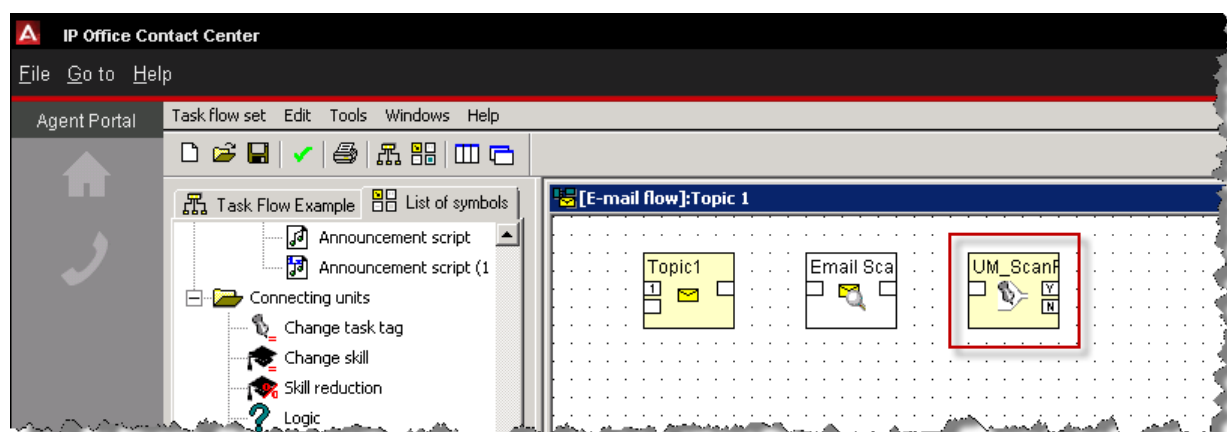 IP Office Contact Center
File Go to Help
Agent Portal
Task flow set Edit Tools Windows Help
Task Flow Example List of symbols
[E-mail flow]:Topic 1
Announcement script
Announcement script (1
Connecting units
Change task tag
Change skill
Skill reduction
Logic
Topic1
1
Email Sca
UM_ScanF
Y
N